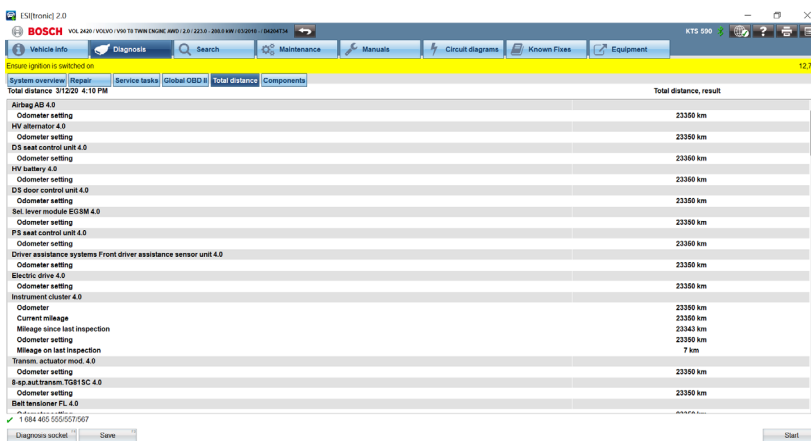 ESI[tronic] 2.0
BOSCH VOL 2420 / VOLVO / V90 T8 TWIN ENGINE AWD / 2.0 / 223.0 - 288.0 kW / 03/2016 - / D4204T34 KTS 590
Vehicle Info Diagnosis Search Maintenance Manuals Circuit diagrams Known Fixes Equipment
Ensure ignition is switched on 12,7
System overview Repair Service tasks Global OBD II Total distance Components
Total distance 3/12/20 4:10 PM Total distance, result
Airbag AB 4.0
Odometer setting 23350 km
HV alternator 4.0
Odometer setting 23350 km
DS seat control unit 4.0
Odometer setting 23350 km
HV battery 4.0
Odometer setting 23350 km
DS door control unit 4.0
Odometer setting 23350 km
Sel. lever module EGSM 4.0
Odometer setting 23350 km
PS seat control unit 4.0
Odometer setting 23350 km
Driver assistance systems Front driver assistance sensor unit 4.0
Odometer setting 23350 km
Electric drive 4.0
Odometer setting 23350 km
Instrument cluster 4.0
Odometer 23350 km
Current mileage 23350 km
Mileage since last inspection 23343 km
Odometer setting 23350 km
Mileage on last inspection 7 km
Transm. actuator mod. 4.0
Odometer setting 23350 km
8-sp.aut.transm.TG81SC 4.0
Odometer setting 23350 km
Belt tensioner FL 4.0
Odometer setting 23350 km
1 684 465 555/557/567
Diagnosis socket Save Start